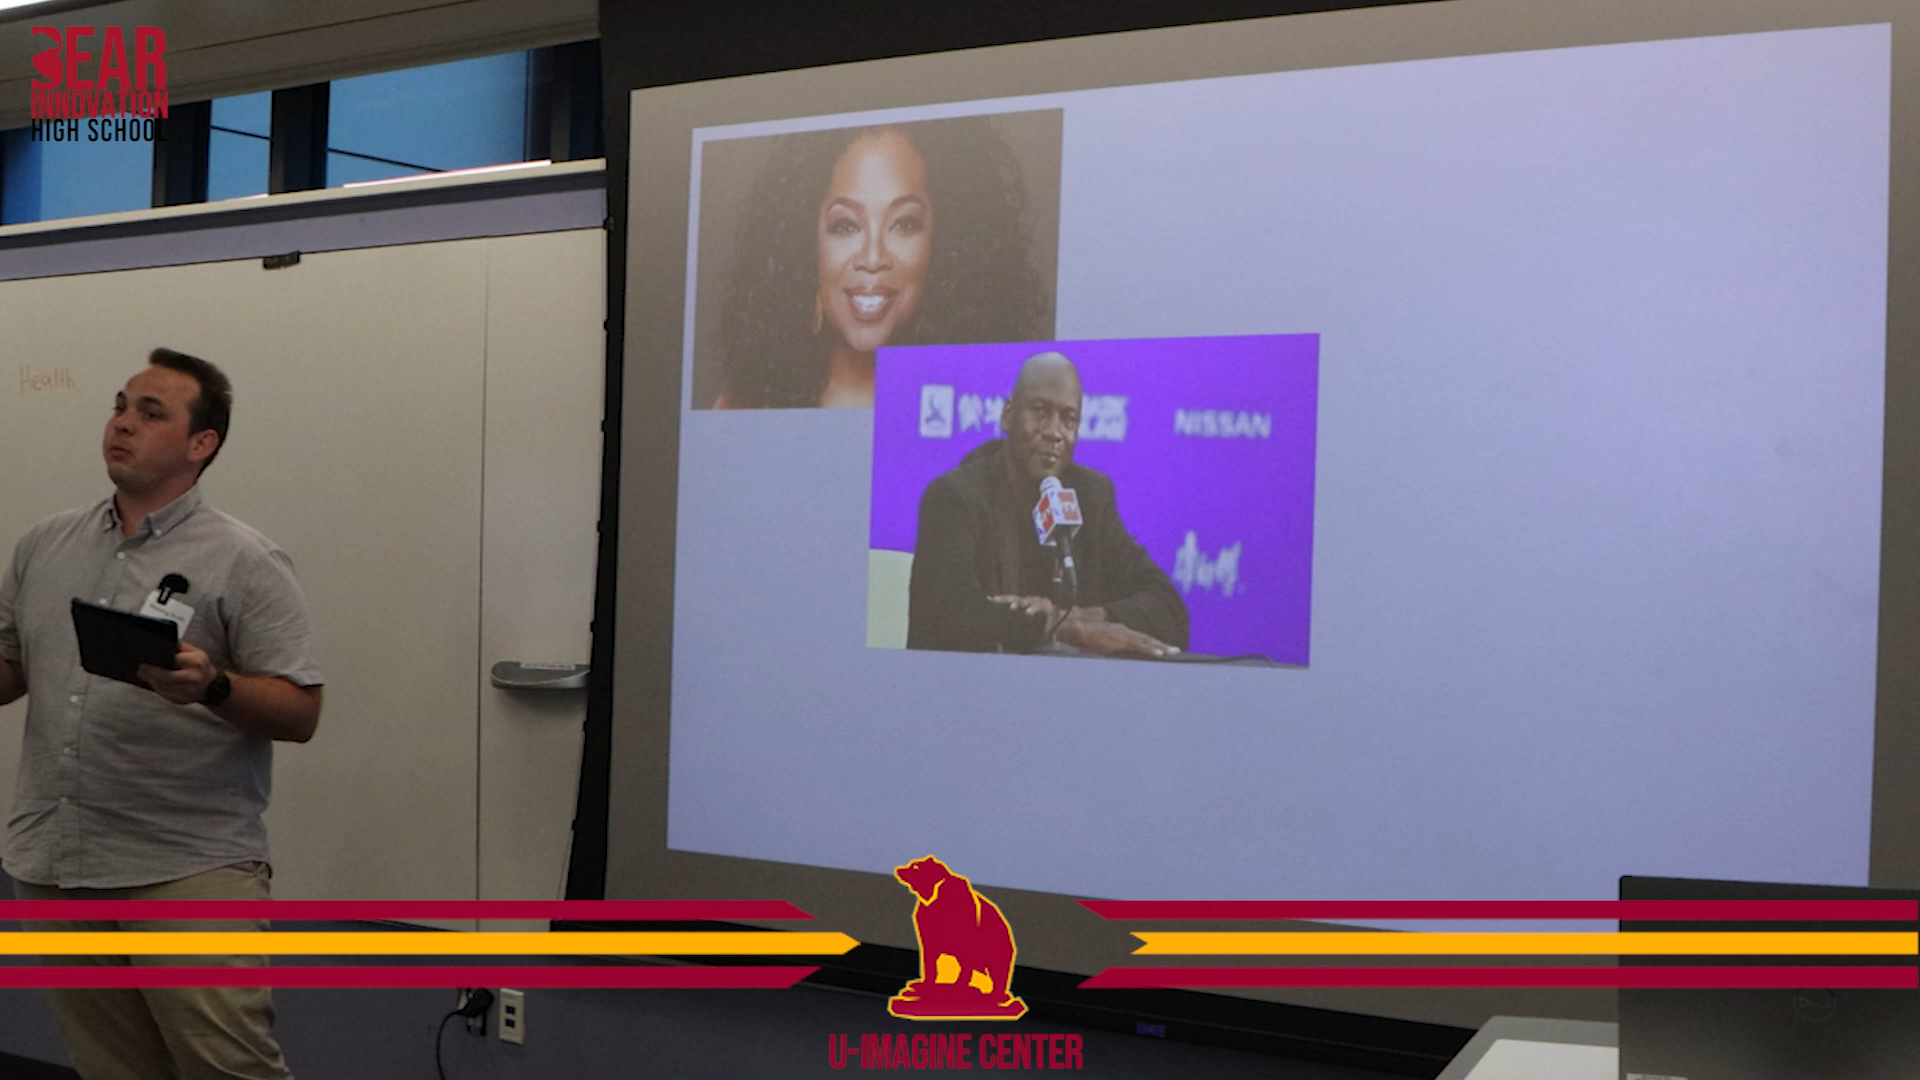 BEAR
INNOVATION
HIGH SCHOOL
Health
NISSAN
U-IMAGINE CENTER